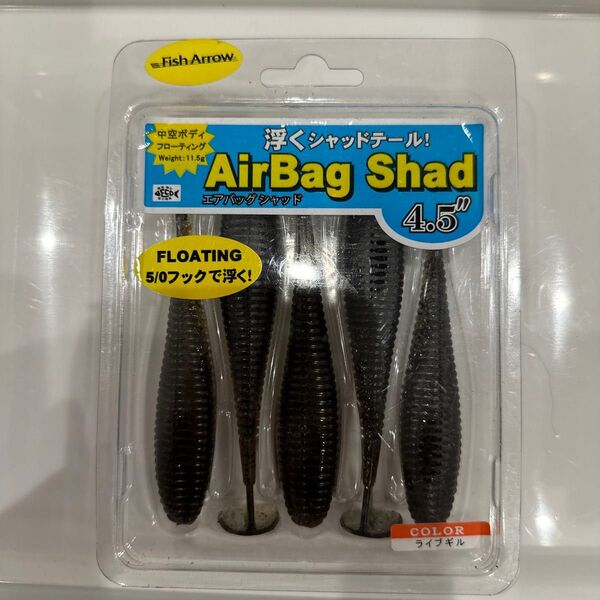 Fish Arrow
中空ボディ
フローティング
Weight:11.5g
浮くシャッドテール!
AirBag Shad
エアバッグシャッド
4.5"
ECO
FLOATING
5/0フックで浮く!
COLOR
ライブギル